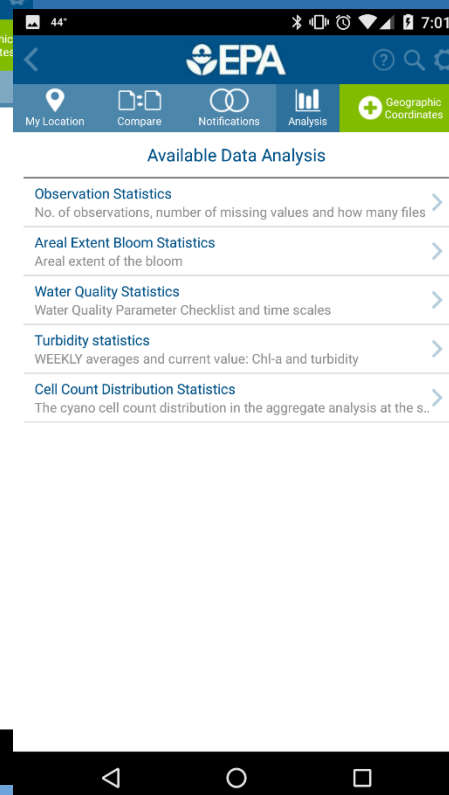 44° 7:01
hic
tes
EPA
My Location Compare Notifications Analysis Geographic
Coordinates
Available Data Analysis
Observation Statistics
No. of observations, number of missing values and how many files
Areal Extent Bloom Statistics
Areal extent of the bloom
Water Quality Statistics
Water Quality Parameter Checklist and time scales
Turbidity statistics
WEEKLY averages and current value: Chl-a and turbidity
Cell Count Distribution Statistics
The cyano cell count distribution in the aggregate analysis at the s..